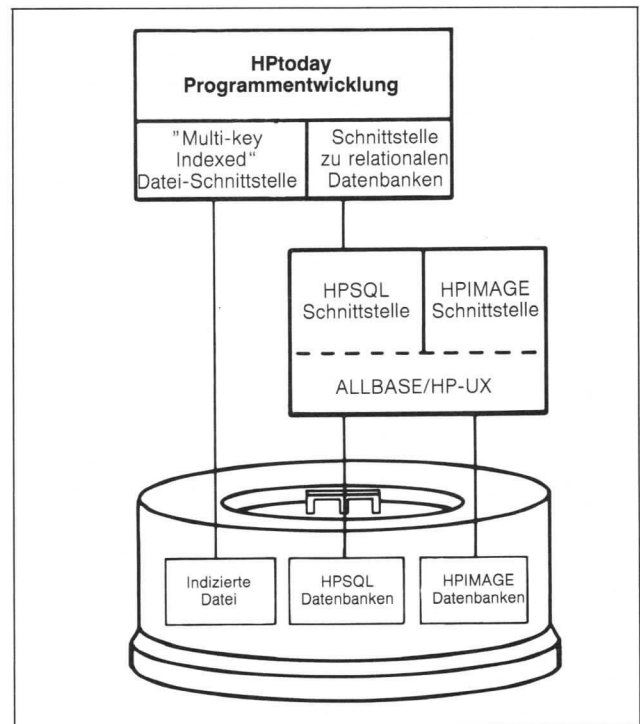 HPtoday
Programmentwicklung
"Multi-key
Indexed“
Datei-Schnittstelle
Schnittstelle
zu relationalen
Datenbanken
HPSQL
Schnittstelle
HPIMAGE
Schnittstelle
ALLBASE/HP-UX
Indizierte
Datei
HPSQL
Datenbanken
HPIMAGE
Datenbanken